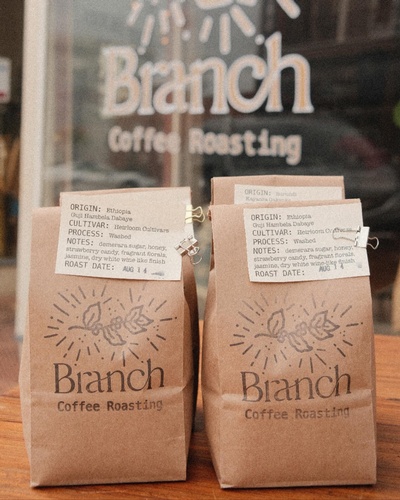 Branch
Coffee Roasting
ORIGIN: Ethiopia
Guji Hambela Dabaye
CULTIVAR: Heirloom Cultivars
PROCESS: Washed
NOTES: demerara sugar, honey,
strawberry candy, fragrant florals,
jasmine, dry white wine-like finish
ROAST DATE: AUG 14
Branch
Coffee Roasting
ORIGIN: Burundi
ORIGIN: Ethiopia
Guji Hambela Dabaye
CULTIVAR: Heirloom
PROCESS: Washed
NOTES: demerara sugar, honey,
strawberry candy, fragrant florals,
jasmine, dry white wine-like finish
ROAST DATE: AUG 14
Branch
Coffee Roasting